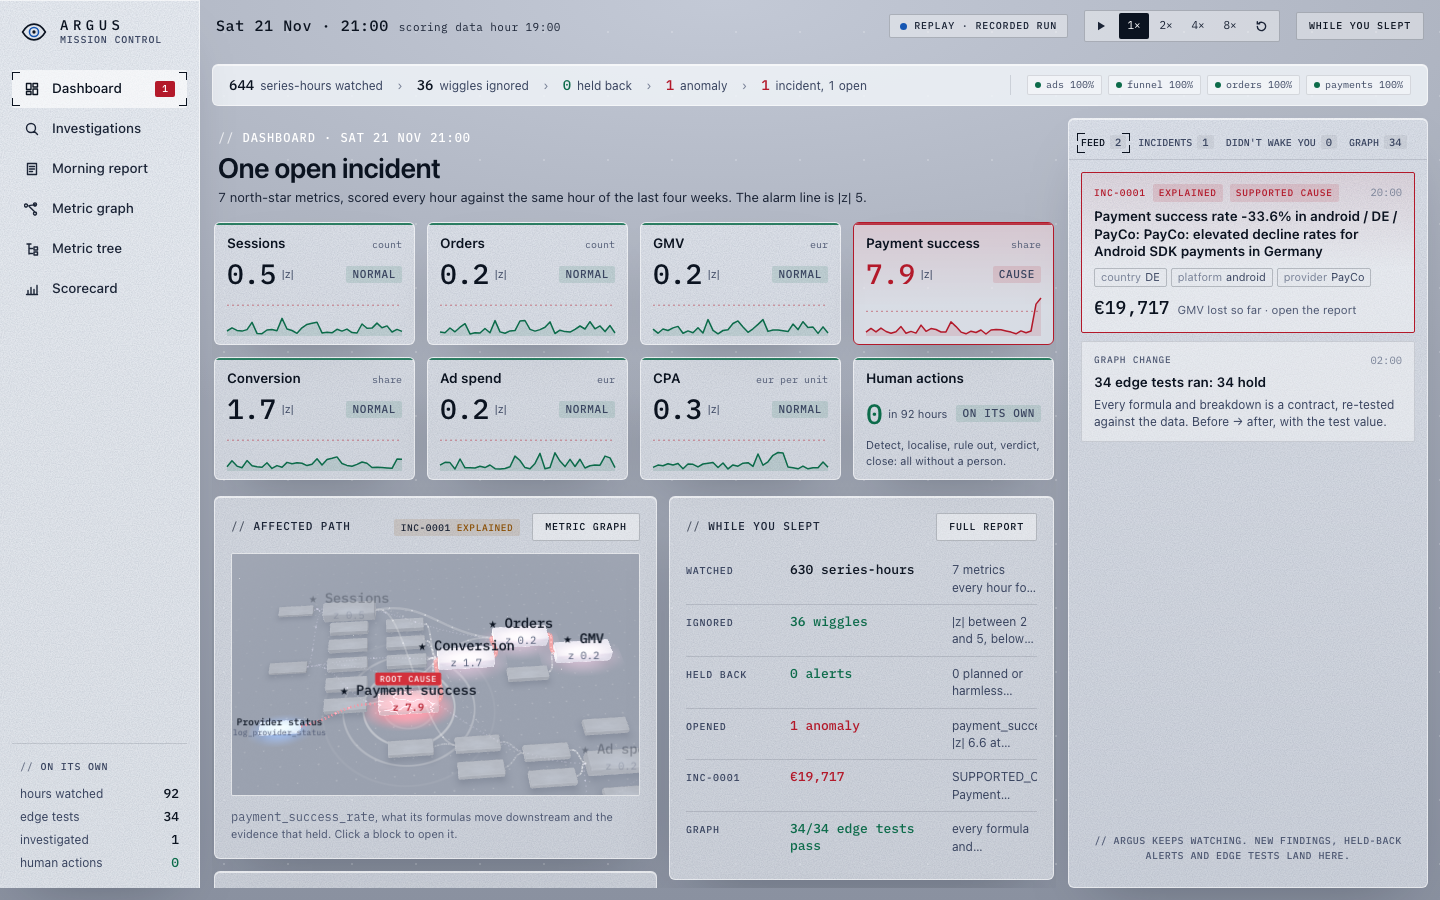 ARGUS
MISSION CONTROL
Dashboard 1
Investigations
Morning report
Metric graph
Metric tree
Scorecard
// ON ITS OWN
hours watched 92
edge tests 34
investigated 1
human actions 0
Sat 21 Nov · 21:00 scoring data hour 19:00
REPLAY · RECORDED RUN
1× 2× 4× 8×
WHILE YOU SLEPT
644 series-hours watched › 36 wiggles ignored › 0 held back › 1 anomaly › 1 incident, 1 open
ads 100% funnel 100% orders 100% payments 100%
// DASHBOARD · SAT 21 NOV 21:00
One open incident
7 north-star metrics, scored every hour against the same hour of the last four weeks. The alarm line is |z| 5.
Sessions count
0.5 |z| NORMAL
Orders count
0.2 |z| NORMAL
GMV eur
0.2 |z| NORMAL
Payment success share
7.9 |z| CAUSE
Conversion share
1.7 |z| NORMAL
Ad spend eur
0.2 |z| NORMAL
CPA eur per unit
0.3 |z| NORMAL
Human actions
0 in 92 hours ON ITS OWN
Detect, localise, rule out, verdict,
close: all without a person.
// AFFECTED PATH INC-0001 EXPLAINED METRIC GRAPH
★ Sessions
★ Orders
z 0.2
★ GMV
z 0.2
★ Conversion
z 1.7
ROOT CAUSE
★ Payment success
z 7.9
Provider status
log_provider_status
★ Ad sp
z 0.2
payment_success_rate, what its formulas move downstream and the
evidence that held. Click a block to open it.
// WHILE YOU SLEPT FULL REPORT
WATCHED 630 series-hours 7 metrics
every hour fo...
IGNORED 36 wiggles |z| between 2
and 5, below...
HELD BACK 0 alerts 0 planned or
harmless...
OPENED 1 anomaly payment_succe
|z| 6.6 at...
INC-0001 €19,717 SUPPORTED_C
Payment...
GRAPH 34/34 edge tests
pass every formula
and...
FEED 2 INCIDENTS 1 DIDN'T WAKE YOU 0 GRAPH 34
INC-0001 EXPLAINED SUPPORTED CAUSE 20:00
Payment success rate -33.6% in android / DE /
PayCo: PayCo: elevated decline rates for
Android SDK payments in Germany
country DE platform android provider PayCo
€19,717 GMV lost so far · open the report
GRAPH CHANGE 02:00
34 edge tests ran: 34 hold
Every formula and breakdown is a contract, re-tested
against the data. Before → after, with the test value.
// ARGUS KEEPS WATCHING. NEW FINDINGS, HELD-BACK
ALERTS AND EDGE TESTS LAND HERE.